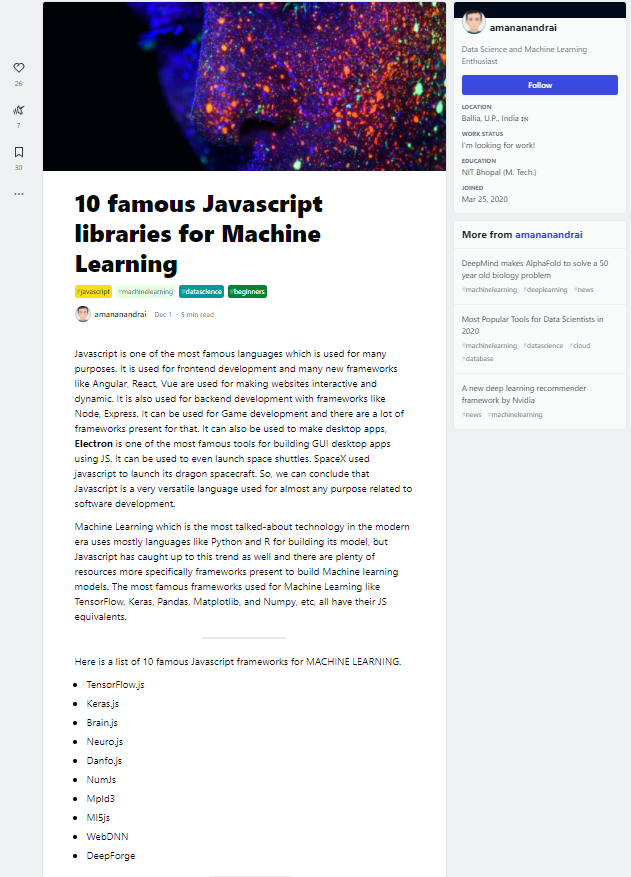 26
7
30
10 famous Javascript
libraries for Machine
Learning
#javascript #machinelearning #datascience #beginners
amananandrai Dec 1 · 5 min read
Javascript is one of the most famous languages which is used for many
purposes. It is used for frontend development and many new frameworks
like Angular, React, Vue are used for making websites interactive and
dynamic. It is also used for backend development with frameworks like
Node, Express. It can be used for Game development and there are a lot of
frameworks present for that. It can also be used to make desktop apps,
Electron is one of the most famous tools for building GUI desktop apps
using JS. It can be used to even launch space shuttles. SpaceX used
javascript to launch its dragon spacecraft. So, we can conclude that
Javascript is a very versatile language used for almost any purpose related to
software development.
Machine Learning which is the most talked-about technology in the modern
era uses mostly languages like Python and R for building its model, but
Javascript has caught up to this trend as well and there are plenty of
resources more specifically frameworks present to build Machine learning
models. The most famous frameworks used for Machine Learning like
TensorFlow, Keras, Pandas, Matplotlib, and Numpy, etc, all have their JS
equivalents.
Here is a list of 10 famous Javascript frameworks for MACHINE LEARNING.
• TensorFlow.js
• Keras.js
• Brain.js
• Neuro.js
• Danfo.js
• NumJs
• Mpld3
• Ml5js
• WebDNN
• DeepForge
amananandrai
Data Science and Machine Learning
Enthusiast
Follow
LOCATION
Ballia, U.P., India IN
WORK STATUS
I'm looking for work!
EDUCATION
NIT Bhopal (M. Tech.)
JOINED
Mar 25, 2020
More from amananandrai
DeepMind makes AlphaFold to solve a 50
year old biology problem
#machinelearning #deeplearning #news
Most Popular Tools for Data Scientists in
2020
#machinelearning #datascience #cloud
#database
A new deep learning recommender
framework by Nvidia
#news #machinelearning